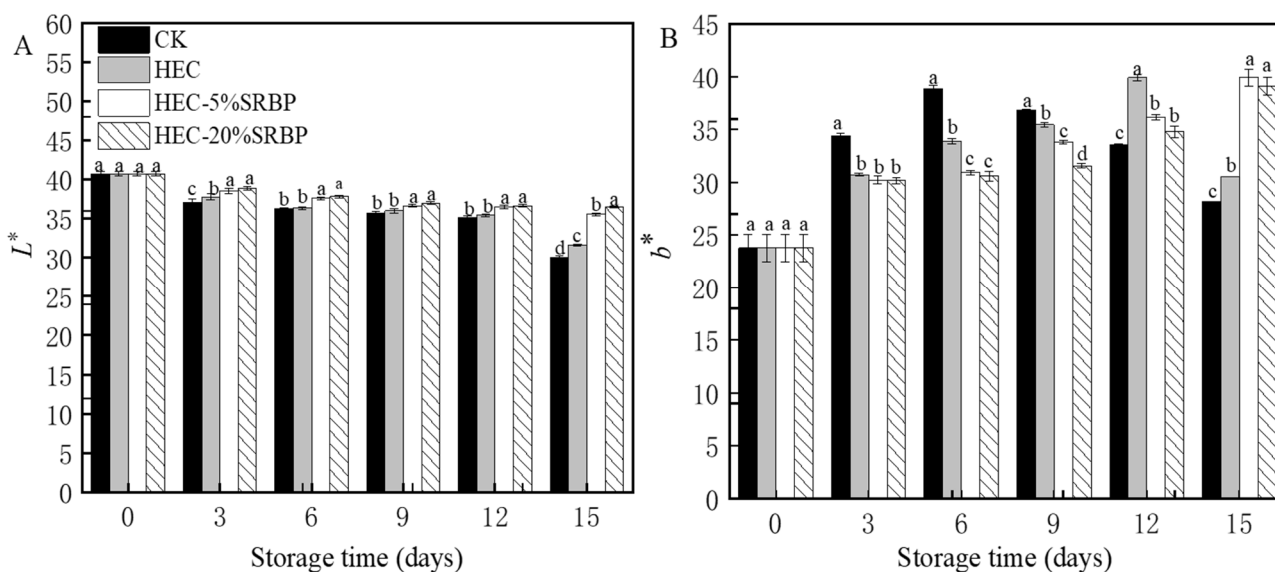 A
CK
HEC
HEC-5%SRBP
HEC-20%SRBP
60
55
50
45
40
35
30
25
20
15
10
5
0
L*
a a a a
c b a a
b b a a
b b a a
b b a a
d c b a
0 3 6 9 12 15
Storage time (days)
B
45
40
35
30
25
20
15
10
5
0
b*
a a a a
a b b b
a b c c
a b c d
c a b b
c b a a
0 3 6 9 12 15
Storage time (days)